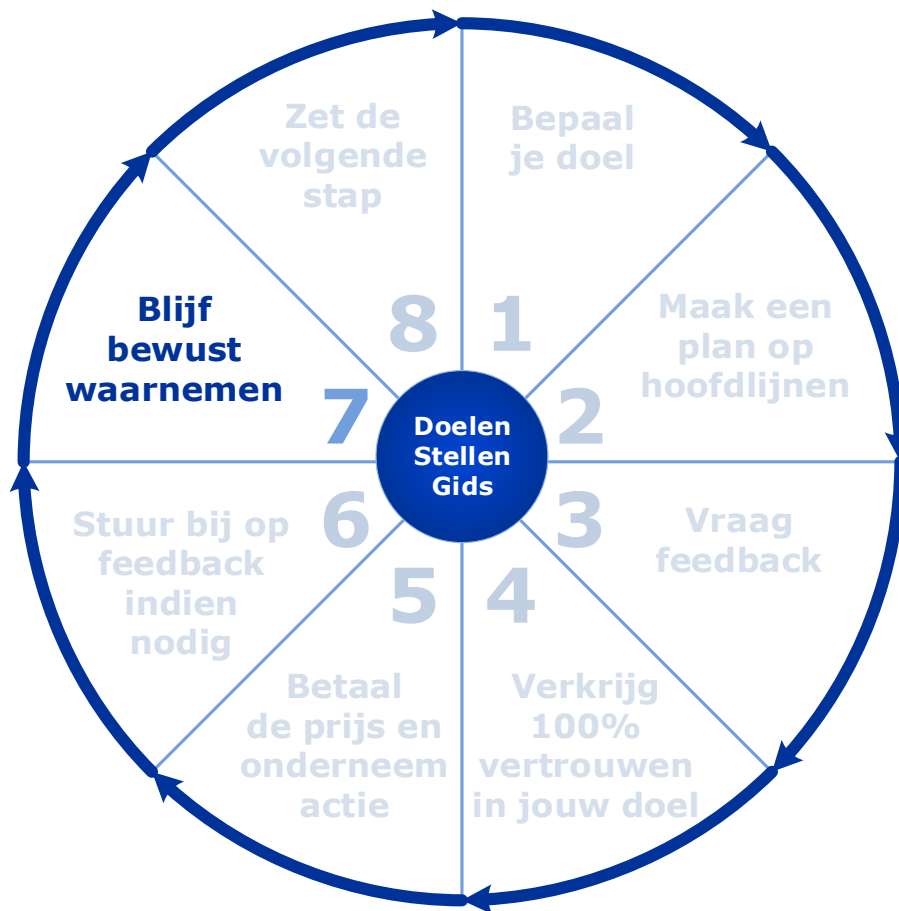 Bepaal
je doel
1
Maak een
plan op
hoofdlijnen
2
Vraag
feedback
3
Verkrijg
100%
vertrouwen
in jouw doel
4
Betaal
de prijs en
onderneem
actie
5
Stuur bij op
feedback
indien
nodig
6
Blijf
bewust
waarnemen
7
Zet de
volgende
stap
8
Doelen
Stellen
Gids